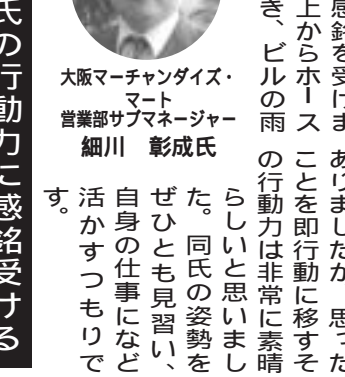 感銘を受けま
上からホース
き、ビルの雨
ありましたが、思った
ことを即行動に移すそ
の行動力は非常に素晴
らしいと思いまし
た。同氏の姿勢を
ぜひとも見習い、
自身の仕事になど
活かすつもりで
す。
大阪マーチャンダイズ・
マート
営業部サブマネージャー
細川　彰成氏
氏の行動力に感銘受ける